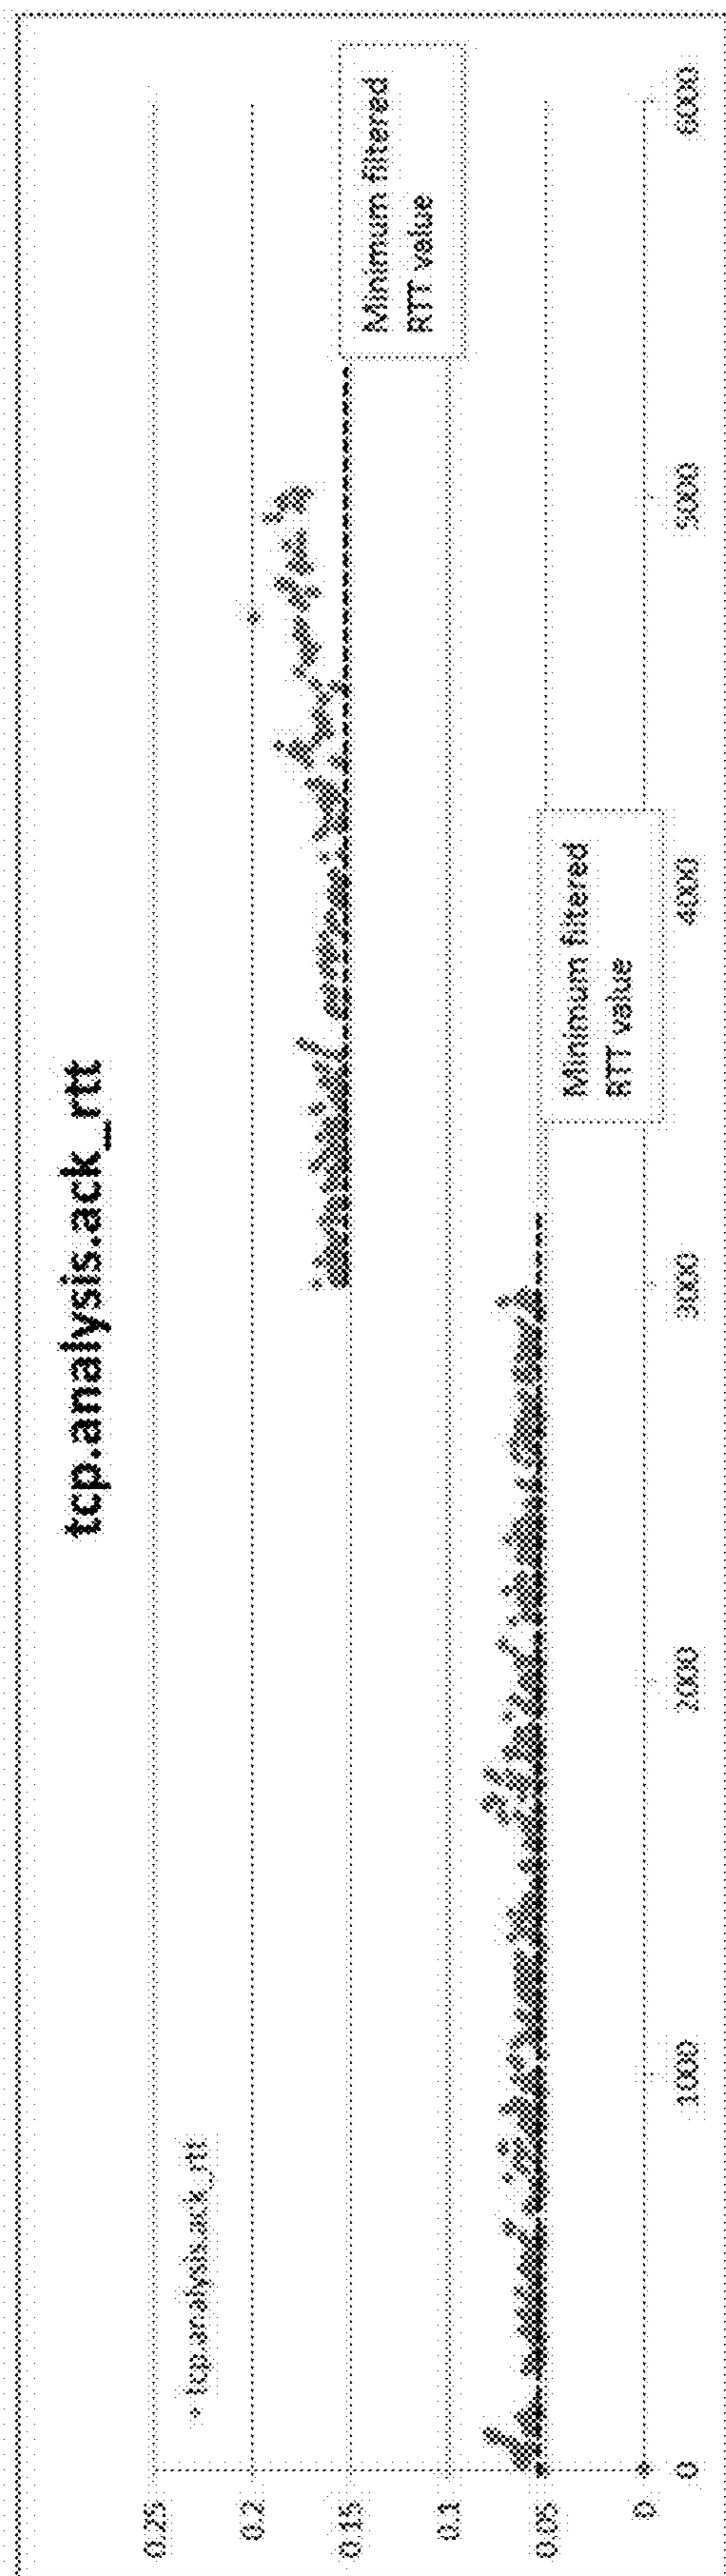 tcp.analysis.ack_rtt
0.25
0.2
0.15
0.1
0.05
0
tcp.analysis.ack_rtt
Minimum filtered
RTT value
Minimum filtered
RTT value
0
1000
2000
3000
4000
5000
6000